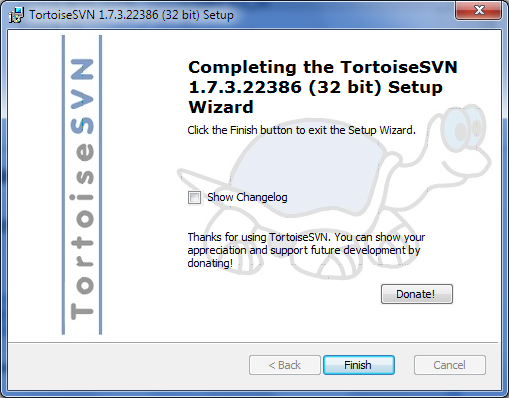 TortoiseSVN 1.7.3.22386 (32 bit) Setup
TortoiseSVN
Completing the TortoiseSVN
1.7.3.22386 (32 bit) Setup
Wizard
Click the Finish button to exit the Setup Wizard.
Show Changelog
Thanks for using TortoiseSVN. You can show your
appreciation and support future development by
donating!
Donate!
< Back
Finish
Cancel